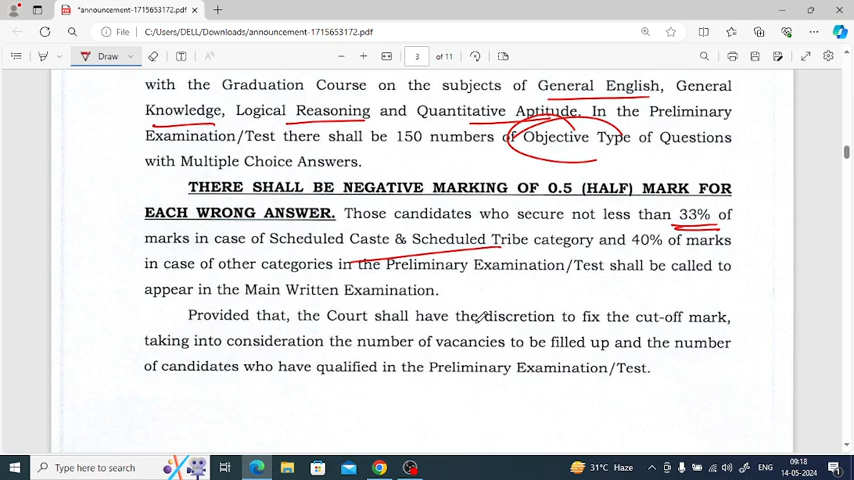 *announcement-1715653172.pdf
File C:/Users/DELL/Downloads/announcement-1715653172.pdf
Draw 3 of 11
with the Graduation Course on the subjects of General English, General
Knowledge, Logical Reasoning and Quantitative Aptitude. In the Preliminary
Examination/Test there shall be 150 numbers of Objective Type of Questions
with Multiple Choice Answers.
THERE SHALL BE NEGATIVE MARKING OF 0.5 (HALF) MARK FOR
EACH WRONG ANSWER. Those candidates who secure not less than 33% of
marks in case of Scheduled Caste & Scheduled Tribe category and 40% of marks
in case of other categories in the Preliminary Examination/Test shall be called to
appear in the Main Written Examination.
Provided that, the Court shall have the discretion to fix the cut-off mark,
taking into consideration the number of vacancies to be filled up and the number
of candidates who have qualified in the Preliminary Examination/Test.
Type here to search 31°C Haze ENG 09:18
14-05-2024